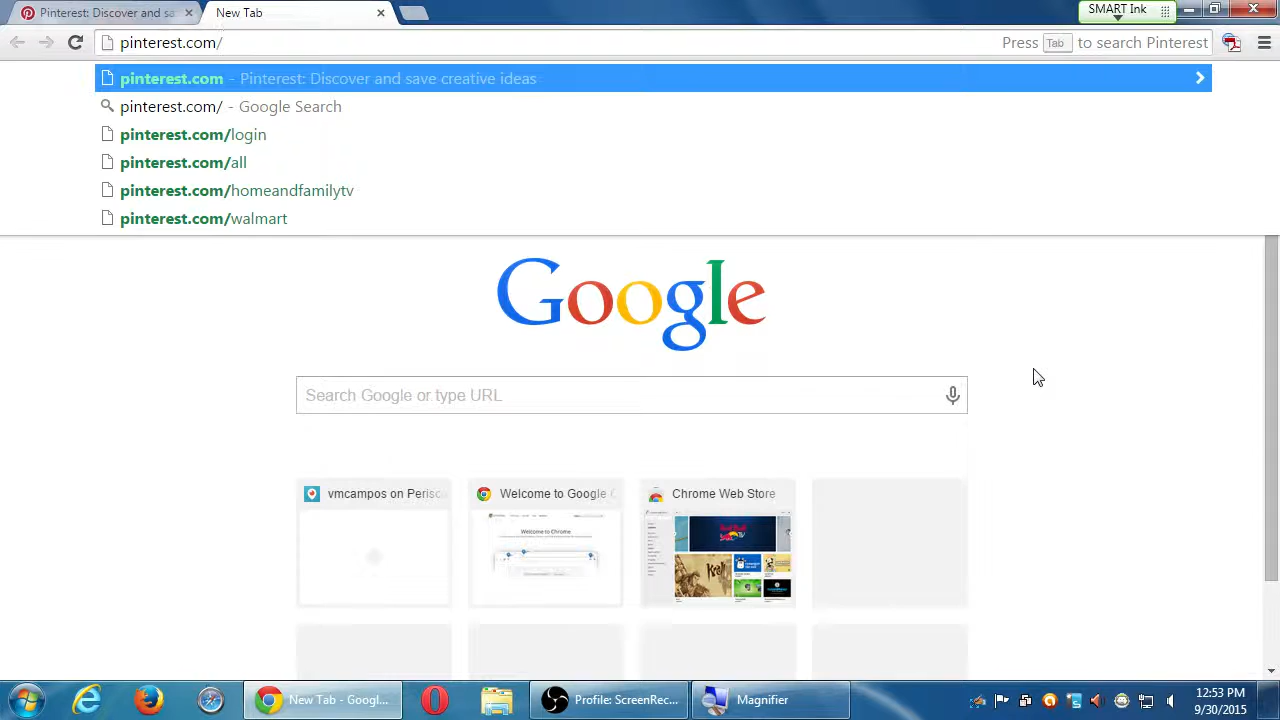 Pinterest: Discover and sa
New Tab
SMART Ink
pinterest.com/
Press Tab to search Pinterest
pinterest.com - Pinterest: Discover and save creative ideas
pinterest.com/ - Google Search
pinterest.com/login
pinterest.com/all
pinterest.com/homeandfamilytv
pinterest.com/walmart
Google
Search Google or type URL
vmcampos on Perisc
Welcome to Google C
Chrome Web Store
Welcome to Chrome
New Tab - Googl...
Profile: ScreenRec...
Magnifier
12:53 PM
9/30/2015